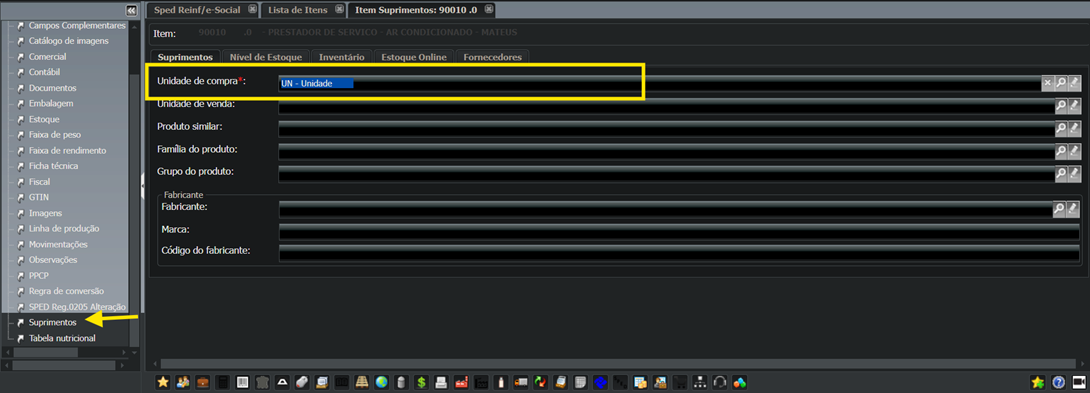 Sped Reinf/e-Social
Lista de Itens
Item Suprimentos: 90010 .0
Campos Complementares
Catálogo de imagens
Comercial
Contábil
Documentos
Embalagem
Estoque
Faixa de peso
Faixa de rendimento
Ficha técnica
Fiscal
GTIN
Imagens
Linha de produção
Movimentações
Observações
PPCP
Regra de conversão
SPED Reg.0205 Alteração
Suprimentos
Tabela nutricional
Item: 90010 .0 - PRESTADOR DE SERVICO - AR CONDICIONADO - MATEUS
Suprimentos
Nível de Estoque
Inventário
Estoque Online
Fornecedores
Unidade de compra*: UN - Unidade
Unidade de venda:
Produto similar:
Família do produto:
Grupo do produto:
Fabricante
Fabricante:
Marca:
Código do fabricante: